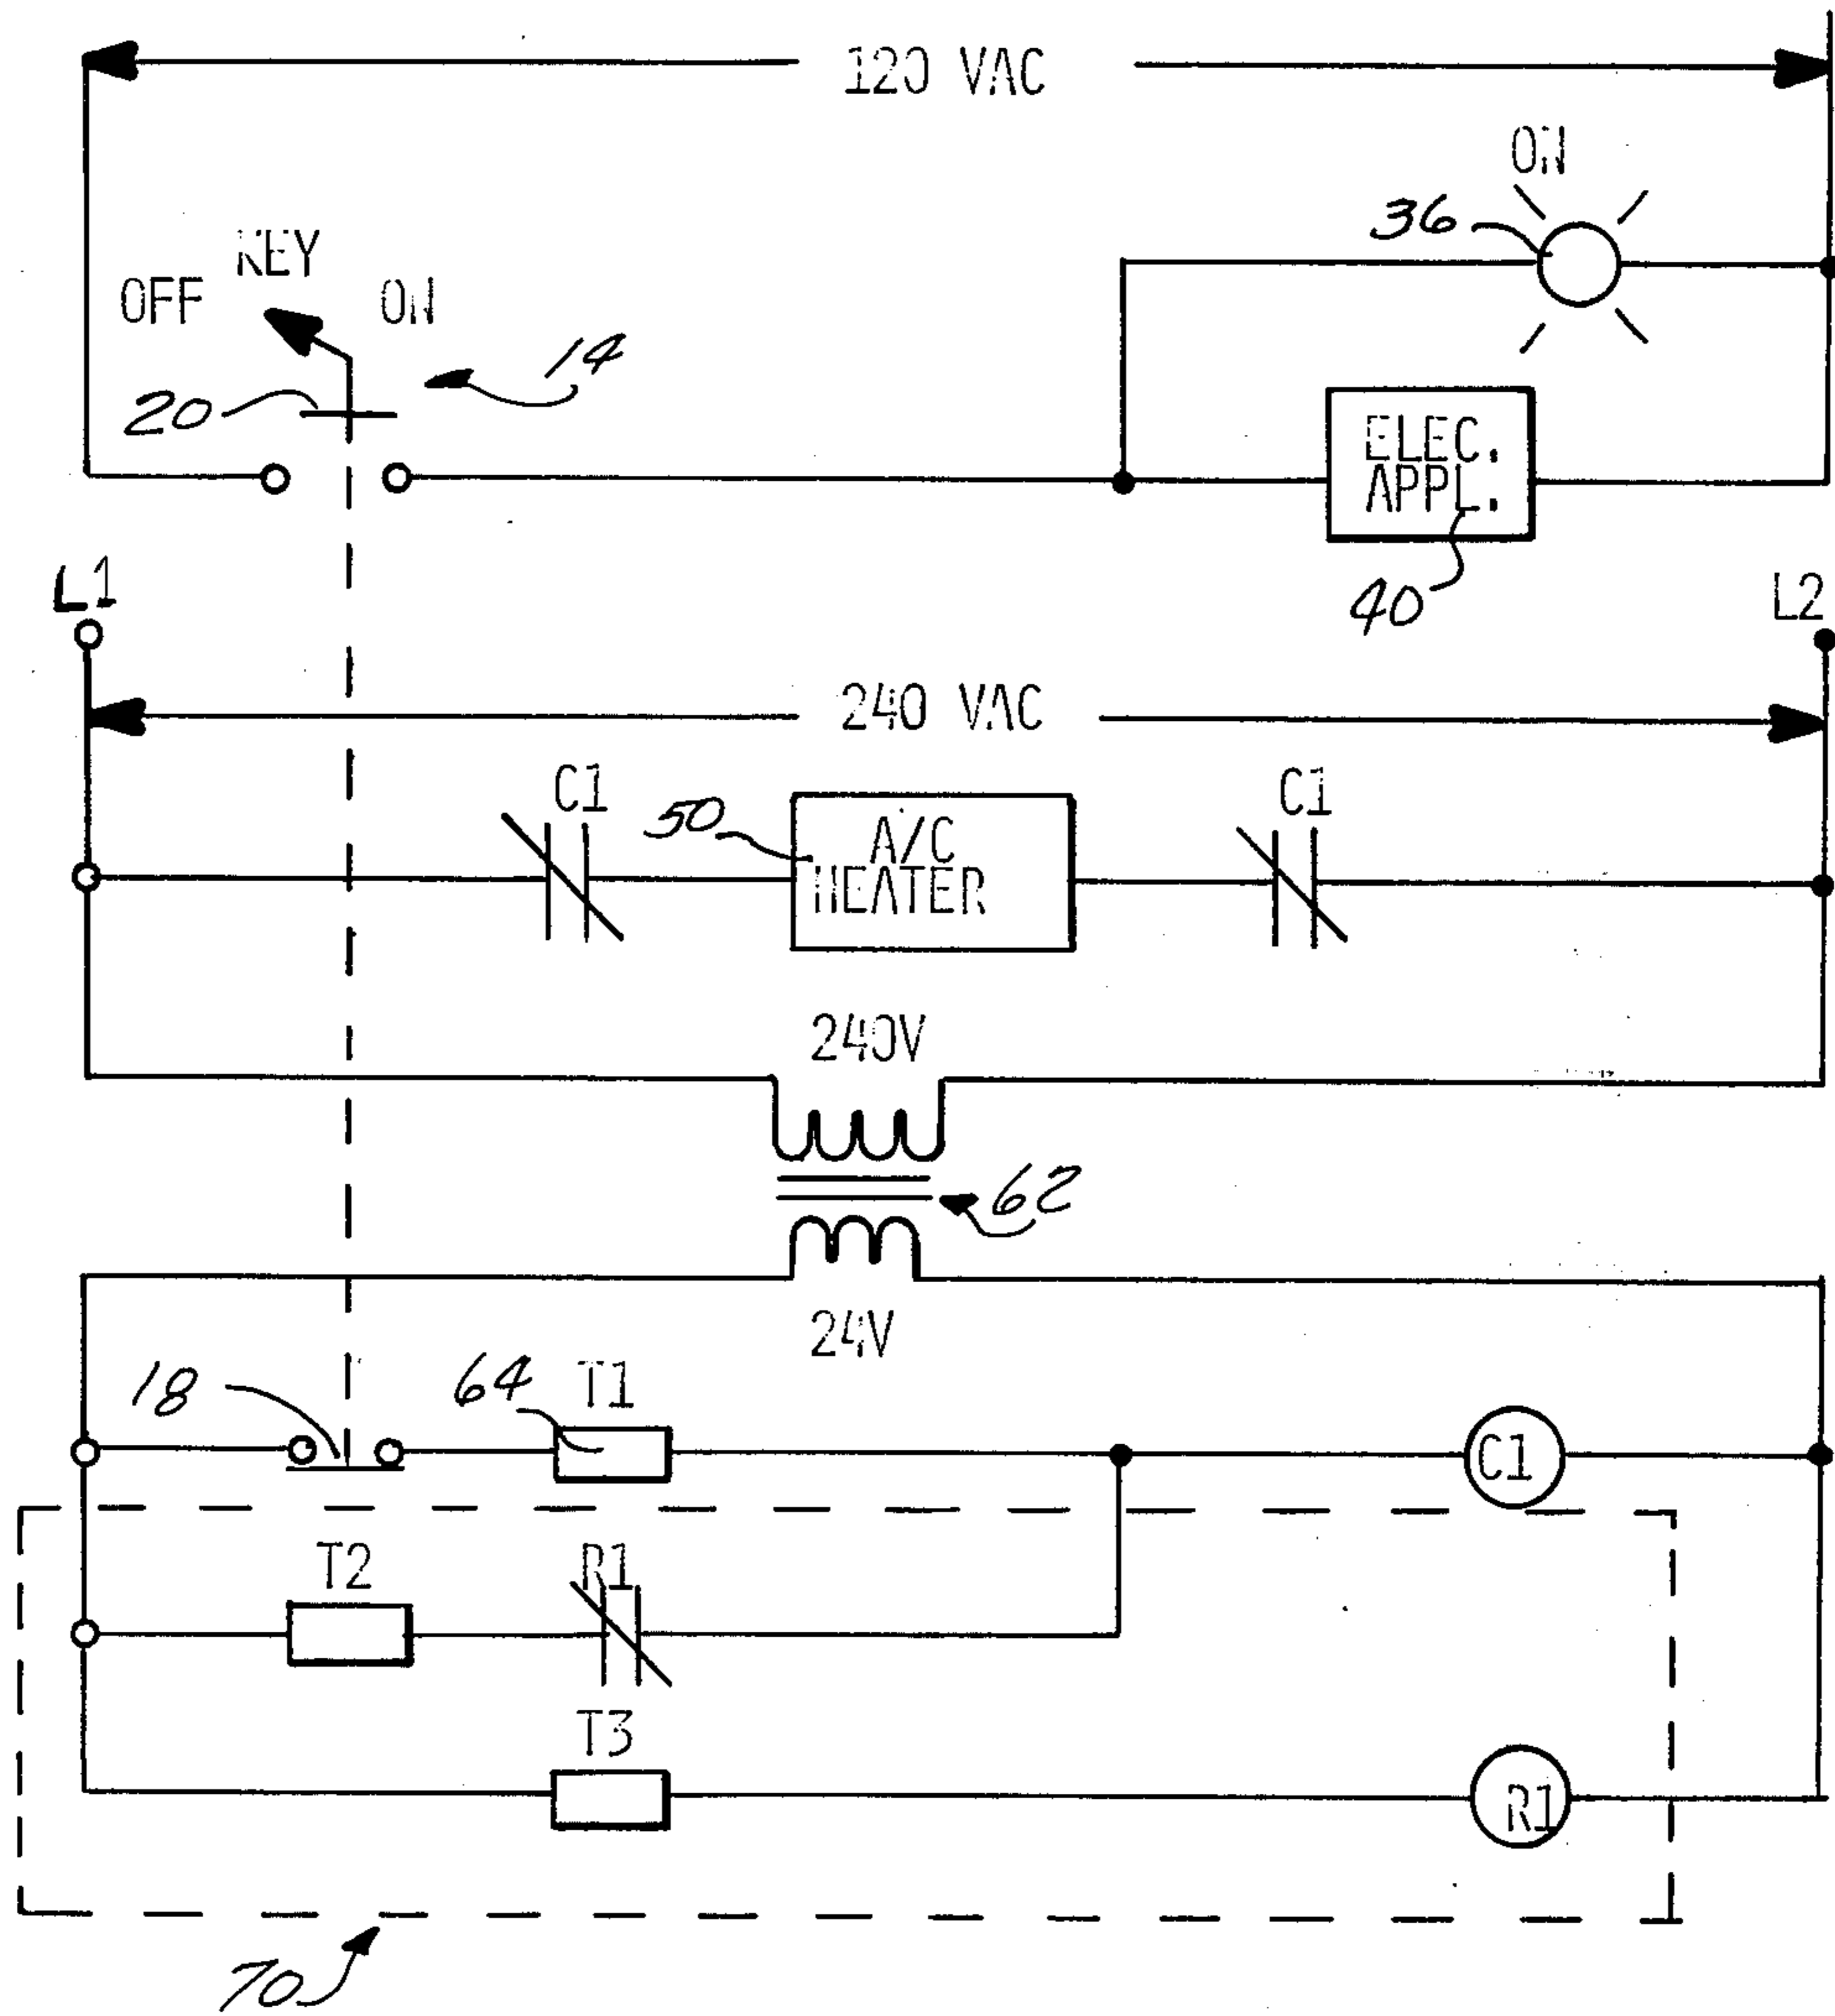 120 VAC
ON
36
KEY
OFF
ON
14
20
ELEC.
APPL.
40
L1
L2
240 VAC
C1
50
A/C
HEATER
C1
240V
62
24V
18
64
T1
C1
T2
R1
T3
R1
70